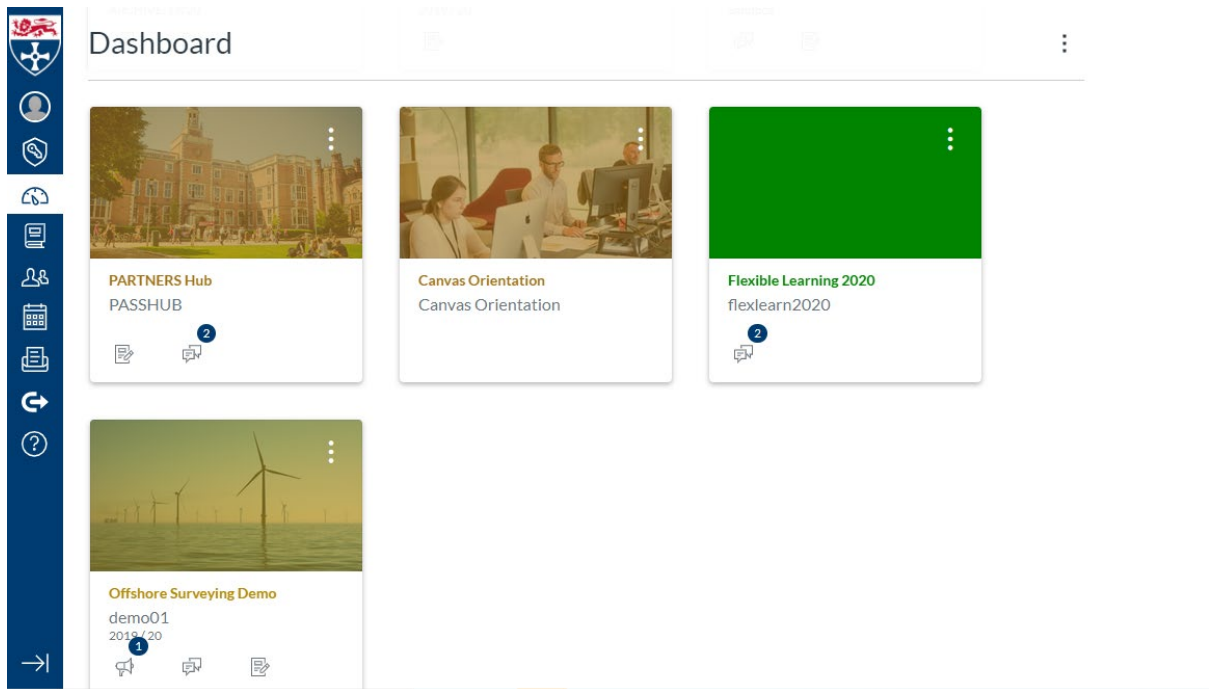 Dashboard
PARTNERS Hub
PASSHUB
2
Canvas Orientation
Canvas Orientation
Flexible Learning 2020
flexlearn2020
2
Offshore Surveying Demo
demo01
2019 / 20
1